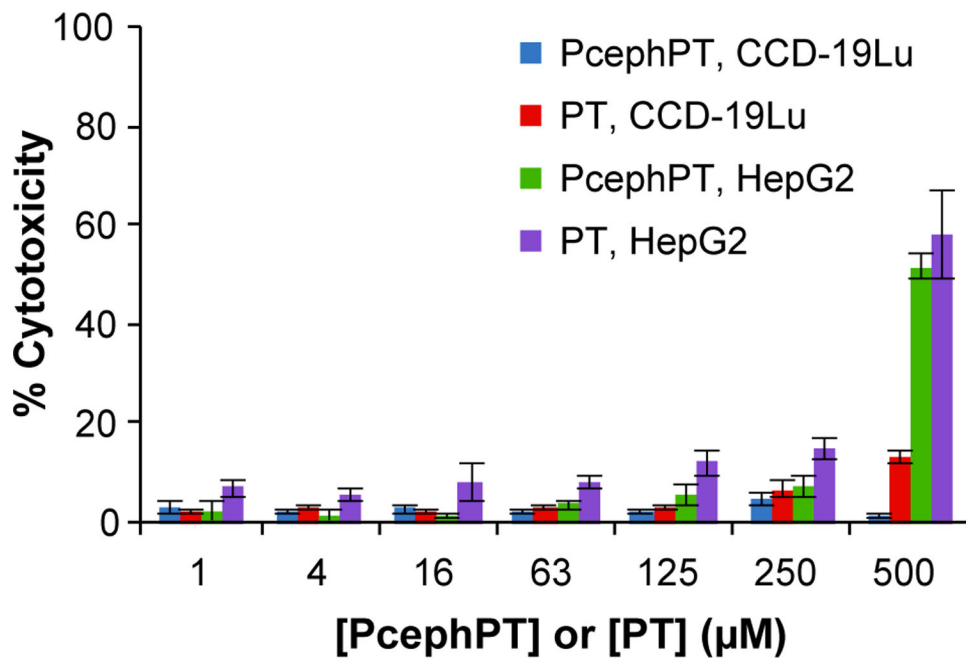 % Cytotoxicity
100
80
60
40
20
0
PcephPT, CCD-19Lu
PT, CCD-19Lu
PcephPT, HepG2
PT, HepG2
1 4 16 63 125 250 500
[PcephPT] or [PT] (µM)